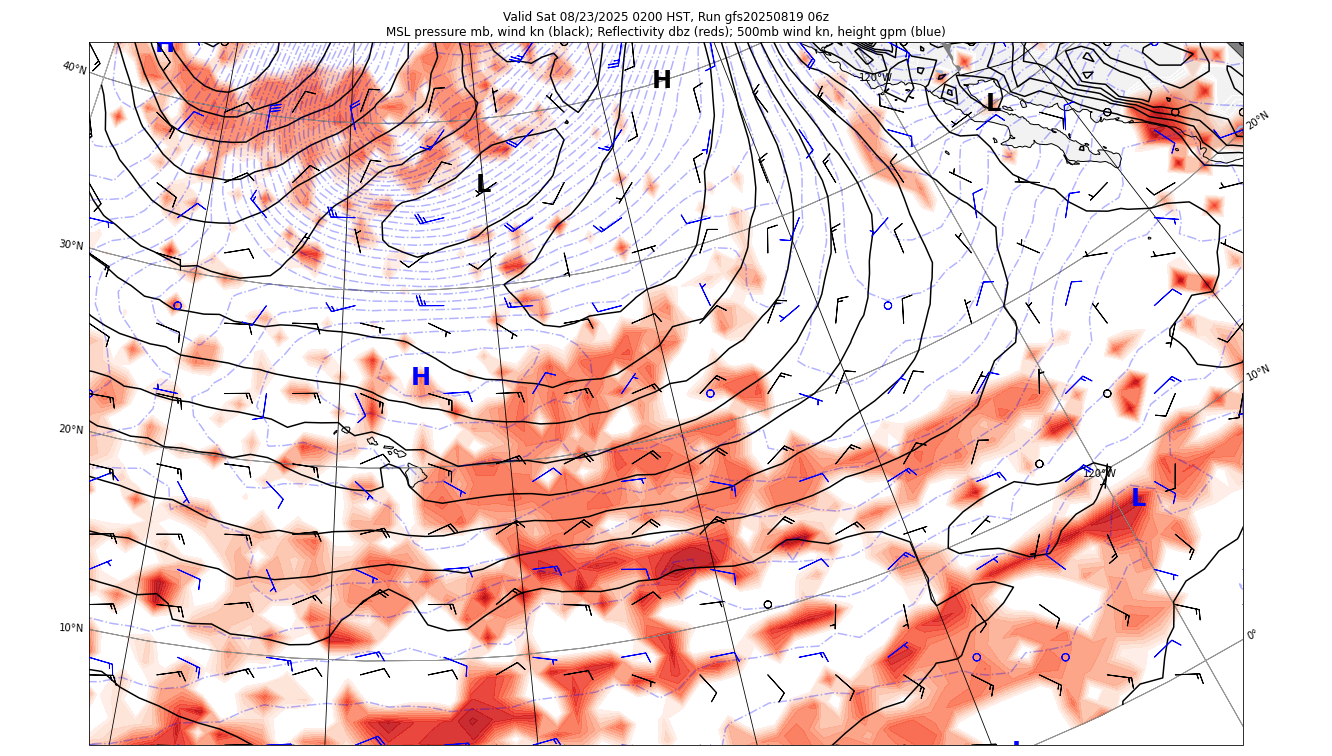 Valid Sat 08/23/2025 0200 HST, Run gfs20250819 06z
MSL pressure mb, wind kn (black); Reflectivity dbz (reds); 500mb wind kn, height gpm (blue)
H
H
L
L
120°W
40°N
20°N
30°N
H
10°N
20°N
120°W
L
10°N
0°
L